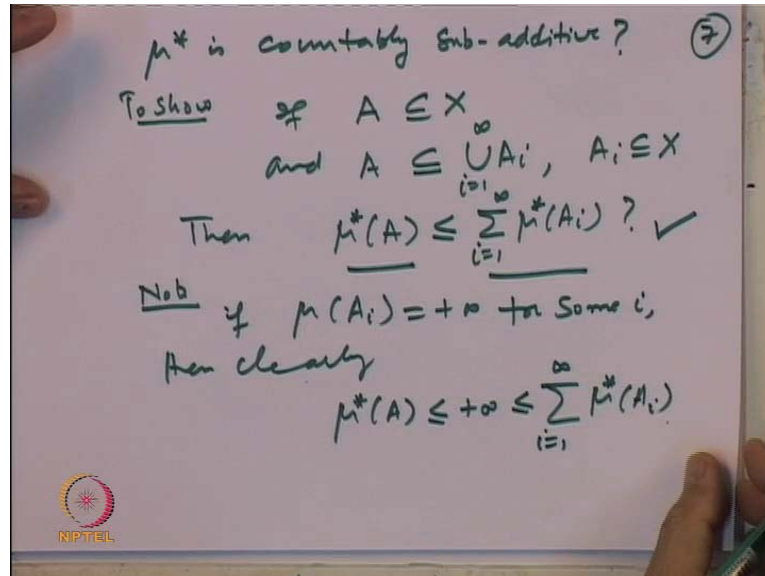 μ* is countably sub-additive? ⑦
To show If A ⊆ X
and A ⊆ ⋃_{i=1}^{∞} A_i, A_i ⊆ X
Then μ*(A) ≤ ∑_{i=1}^{∞} μ*(A_i) ? ✓
Note if μ(A_i) = +∞ for some i,
then clearly
μ*(A) ≤ +∞ ≤ ∑_{i=1}^{∞} μ*(A_i)
NPTEL